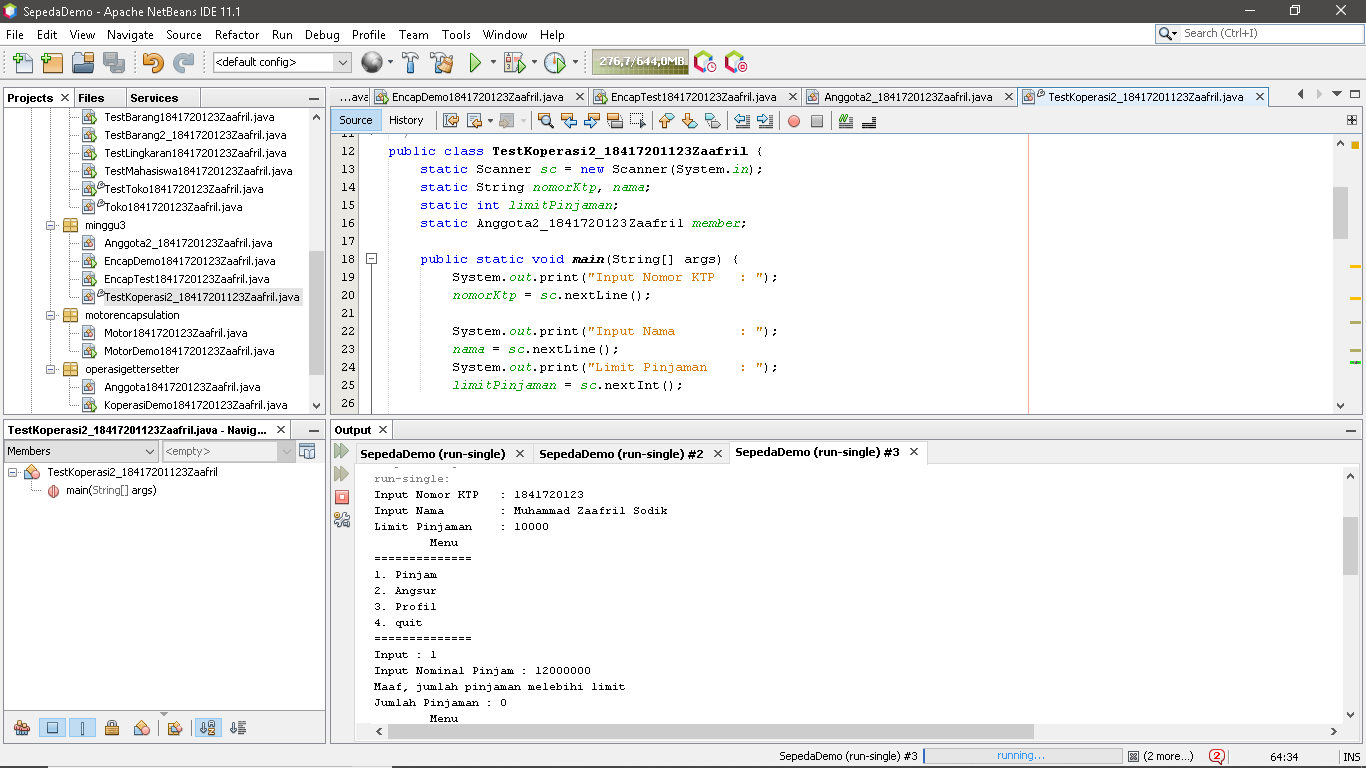 SepedaDemo - Apache NetBeans IDE 11.1
File Edit View Navigate Source Refactor Run Debug Profile Team Tools Window Help
Search (Ctrl+I)
<default config>
276,7/644,0MB
Projects
Files
Services
TestBarang1841720123Zaafril.java
TestBarang2_1841720123Zaafril.java
TestLingkaran1841720123Zaafril.java
TestMahasiswa1841720123Zaafril.java
TestToko1841720123Zaafril.java
Toko1841720123Zaafril.java
minggu3
Anggota2_1841720123Zaafril.java
EncapDemo1841720123Zaafril.java
EncapTest1841720123Zaafril.java
TestKoperasi2_18417201123Zaafril.java
motorencapsulation
Motor1841720123Zaafril.java
MotorDemo1841720123Zaafril.java
operasigettersetter
Anggota1841720123Zaafril.java
KoperasiDemo1841720123Zaafril.java
...ava
EncapDemo1841720123Zaafril.java
EncapTest1841720123Zaafril.java
Anggota2_1841720123Zaafril.java
TestKoperasi2_18417201123Zaafril.java
Source
History
11 */
12 public class TestKoperasi2_18417201123Zaafril {
13 static Scanner sc = new Scanner(System.in);
14 static String nomorKtp, nama;
15 static int limitPinjaman;
16 static Anggota2_1841720123Zaafril member;
17
18 public static void main(String[] args) {
19 System.out.print("Input Nomor KTP   : ");
20 nomorKtp = sc.nextLine();
21
22 System.out.print("Input Nama        : ");
23 nama = sc.nextLine();
24 System.out.print("Limit Pinjaman    : ");
25 limitPinjaman = sc.nextInt();
26
TestKoperasi2_18417201123Zaafril.java - Navig...
Members
<empty>
TestKoperasi2_18417201123Zaafril
main(String[] args)
Output
SepedaDemo (run-single)
SepedaDemo (run-single) #2
SepedaDemo (run-single) #3
run-single:
Input Nomor KTP   : 1841720123
Input Nama        : Muhammad Zaafril Sodik
Limit Pinjaman    : 10000
Menu
==============
1. Pinjam
2. Angsur
3. Profil
4. quit
==============
Input : 1
Input Nominal Pinjam : 12000000
Maaf, jumlah pinjaman melebihi limit
Jumlah Pinjaman : 0
Menu
SepedaDemo (run-single) #3
running...
(2 more...)
2
64:34
INS